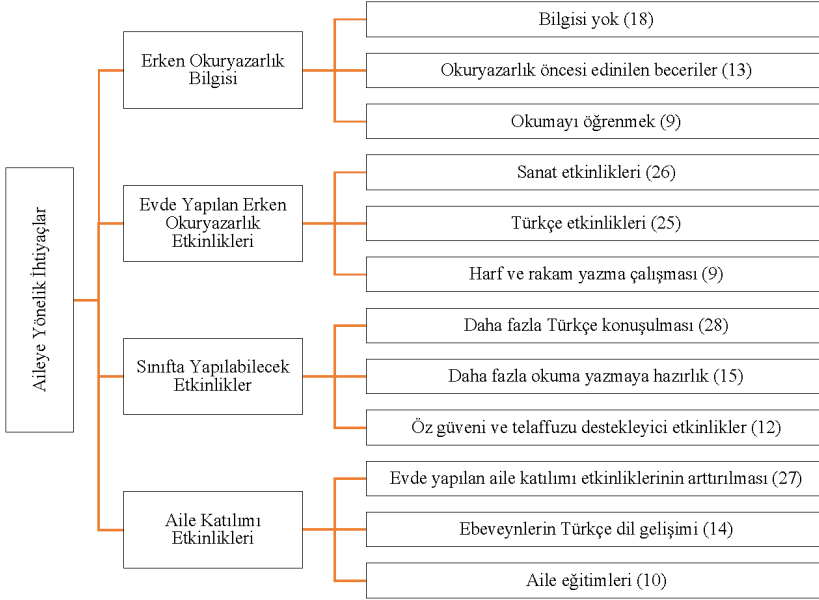 Aileye Yönelik İhtiyaçlar
Erken Okuryazarlık
Bilgisi
Bilgisi yok (18)
Okuryazarlık öncesi edinilen beceriler (13)
Okumayı öğrenmek (9)
Evde Yapılan Erken
Okuryazarlık
Etkinlikleri
Sanat etkinlikleri (26)
Türkçe etkinlikleri (25)
Harf ve rakam yazma çalışması (9)
Sınıfta Yapılabilecek
Etkinlikler
Daha fazla Türkçe konuşulması (28)
Daha fazla okuma yazmaya hazırlık (15)
Öz güveni ve telaffuzu destekleyici etkinlikler (12)
Aile Katılımı
Etkinlikleri
Evde yapılan aile katılımı etkinliklerinin arttırılması (27)
Ebeveynlerin Türkçe dil gelişimi (14)
Aile eğitimleri (10)